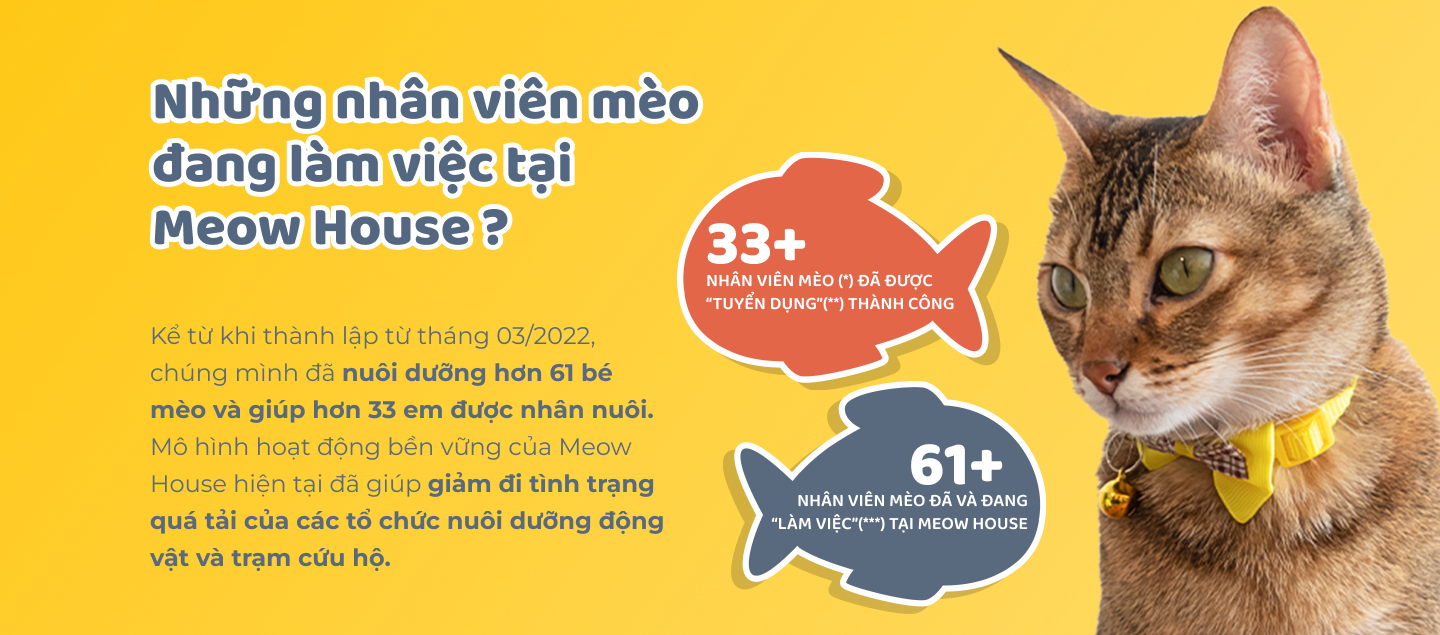 Những nhân viên mèo
đang làm việc tại
Meow House ?
Kể từ khi thành lập từ tháng 03/2022,
chúng mình đã nuôi dưỡng hơn 61 bé
mèo và giúp hơn 33 em được nhân nuôi.
Mô hình hoạt động bền vững của Meow
House hiện tại đã giúp giảm đi tình trạng
quá tải của các tổ chức nuôi dưỡng động
vật và trạm cứu hộ.
33+
NHÂN VIÊN MÈO (*) ĐÃ ĐƯỢC
“TUYỂN DỤNG”(**) THÀNH CÔNG
61+
NHÂN VIÊN MÈO ĐÃ VÀ ĐANG
“LÀM VIỆC”(***) TẠI MEOW HOUSE